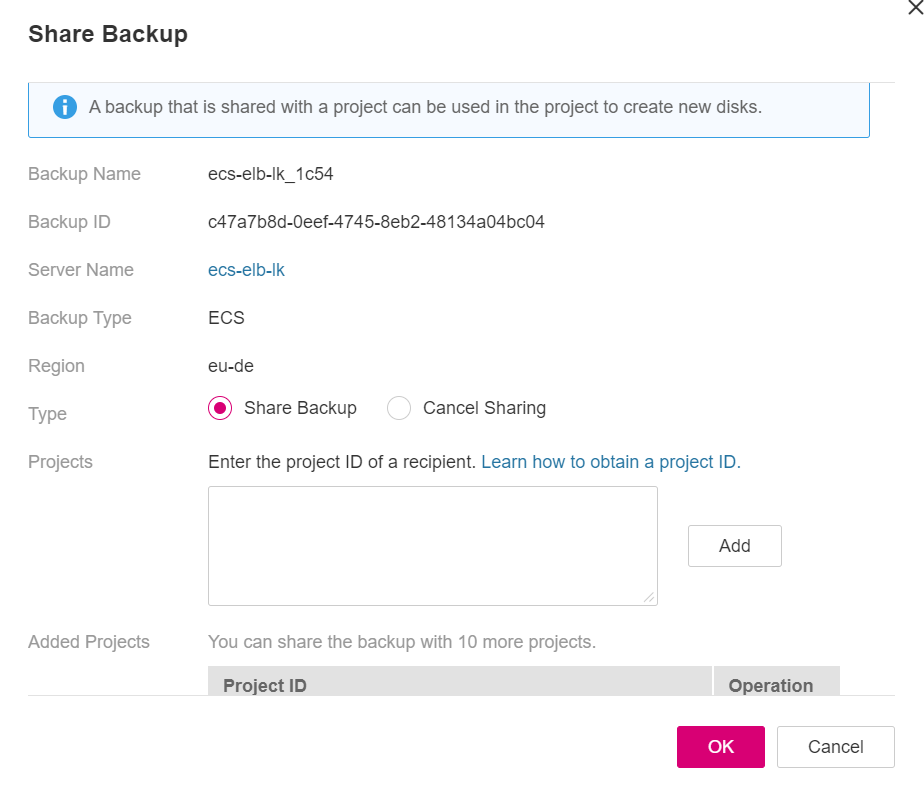 Share Backup
A backup that is shared with a project can be used in the project to create new disks.
Backup Name ecs-elb-lk_1c54
Backup ID c47a7b8d-0eef-4745-8eb2-48134a04bc04
Server Name ecs-elb-lk
Backup Type ECS
Region eu-de
Type Share Backup Cancel Sharing
Projects Enter the project ID of a recipient. Learn how to obtain a project ID.
Add
Added Projects You can share the backup with 10 more projects.
Project ID Operation
OK Cancel